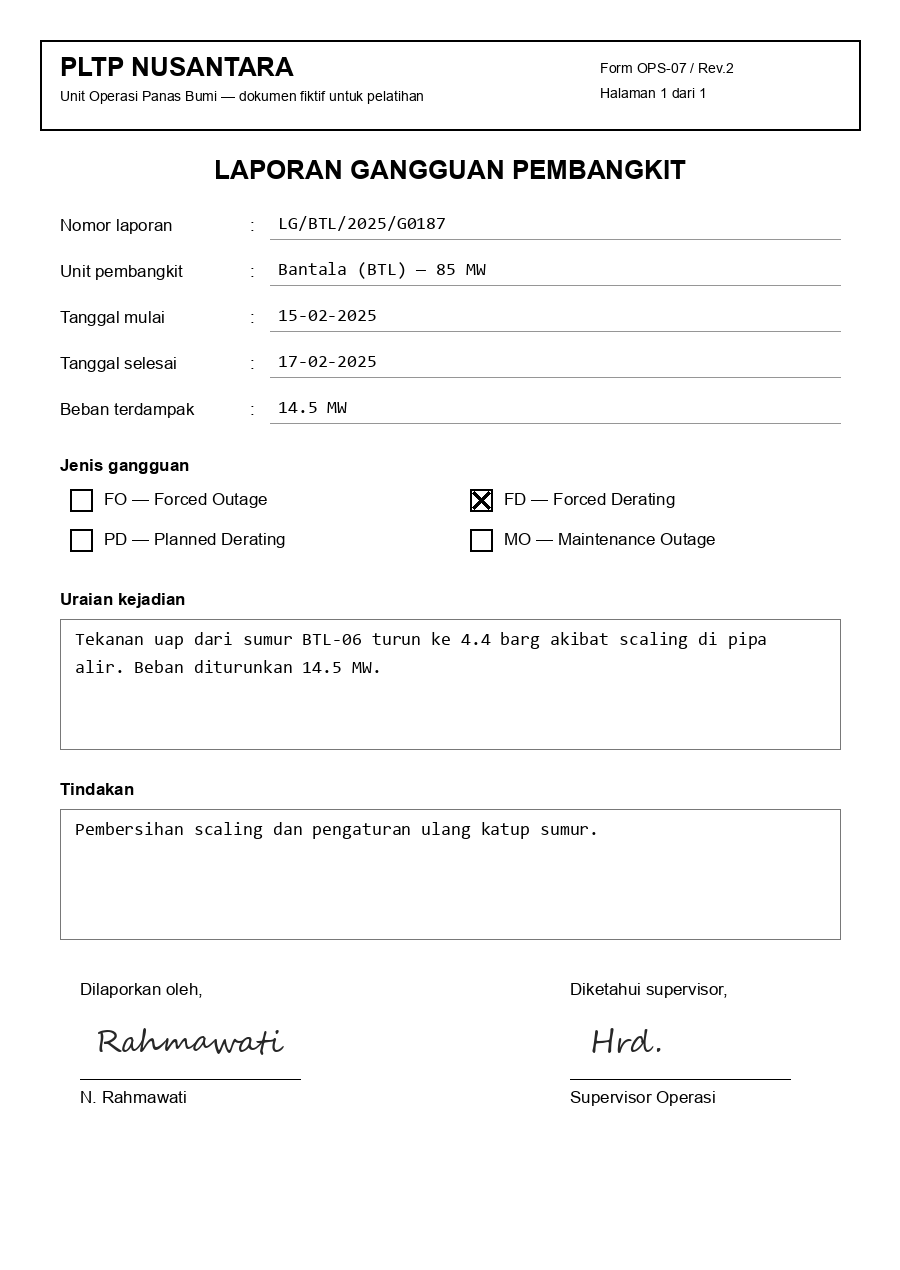 PLTP NUSANTARA
Unit Operasi Panas Bumi — dokumen fiktif untuk pelatihan
Form OPS-07 / Rev.2
Halaman 1 dari 1
LAPORAN GANGGUAN PEMBANGKIT
Nomor laporan : LG/BTL/2025/G0187
Unit pembangkit : Bantala (BTL) — 85 MW
Tanggal mulai : 15-02-2025
Tanggal selesai : 17-02-2025
Beban terdampak : 14.5 MW
Jenis gangguan
FO — Forced Outage
FD — Forced Derating
PD — Planned Derating
MO — Maintenance Outage
Uraian kejadian
Tekanan uap dari sumur BTL-06 turun ke 4.4 barg akibat scaling di pipa
alir. Beban diturunkan 14.5 MW.
Tindakan
Pembersihan scaling dan pengaturan ulang katup sumur.
Dilaporkan oleh,
Rahmawati
N. Rahmawati
Diketahui supervisor,
Hrd.
Supervisor Operasi